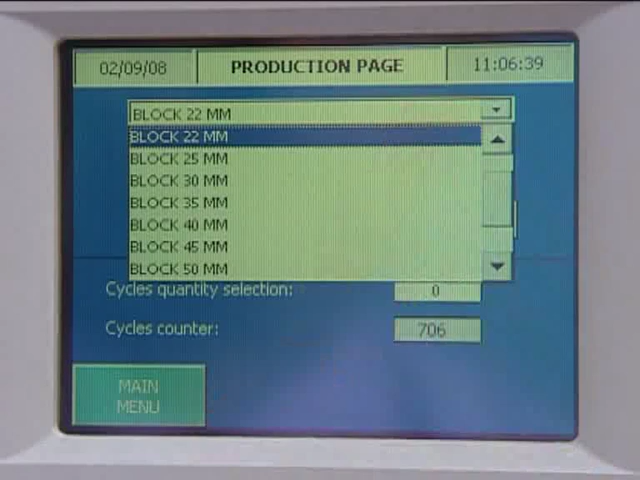 02/09/08 PRODUCTION PAGE 11:06:39
BLOCK 22 MM
BLOCK 22 MM
BLOCK 25 MM
BLOCK 30 MM
BLOCK 35 MM
BLOCK 40 MM
BLOCK 45 MM
BLOCK 50 MM
Cycles quantity selection: 0
Cycles counter: 706
MAIN
MENU